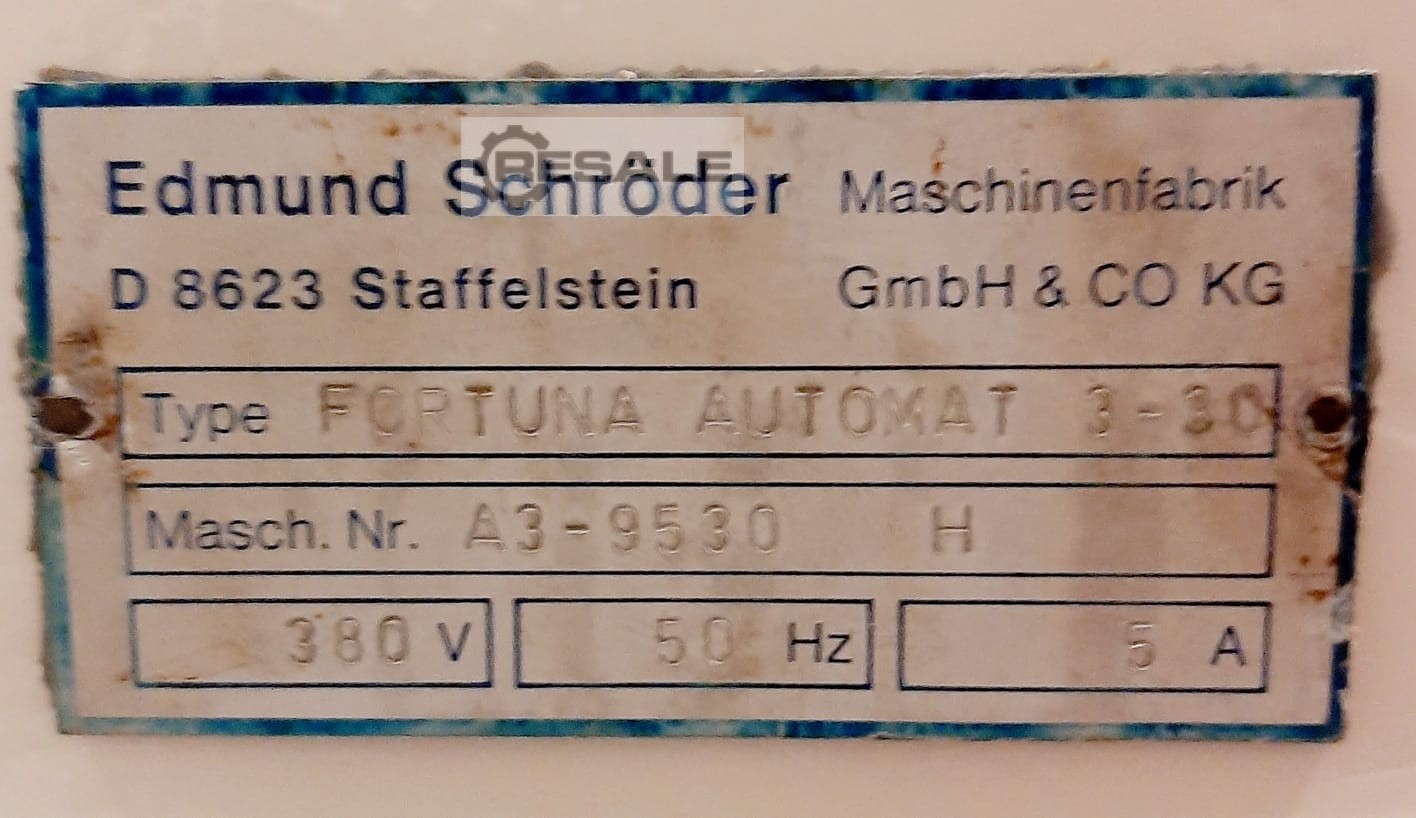 RESALE
Edmund Schröder Maschinenfabrik
D 8623 Staffelstein GmbH & CO KG
Type FORTUNA AUTOMAT 3-30
Masch. Nr. A3-9530 H
380 V 50 Hz 5 A